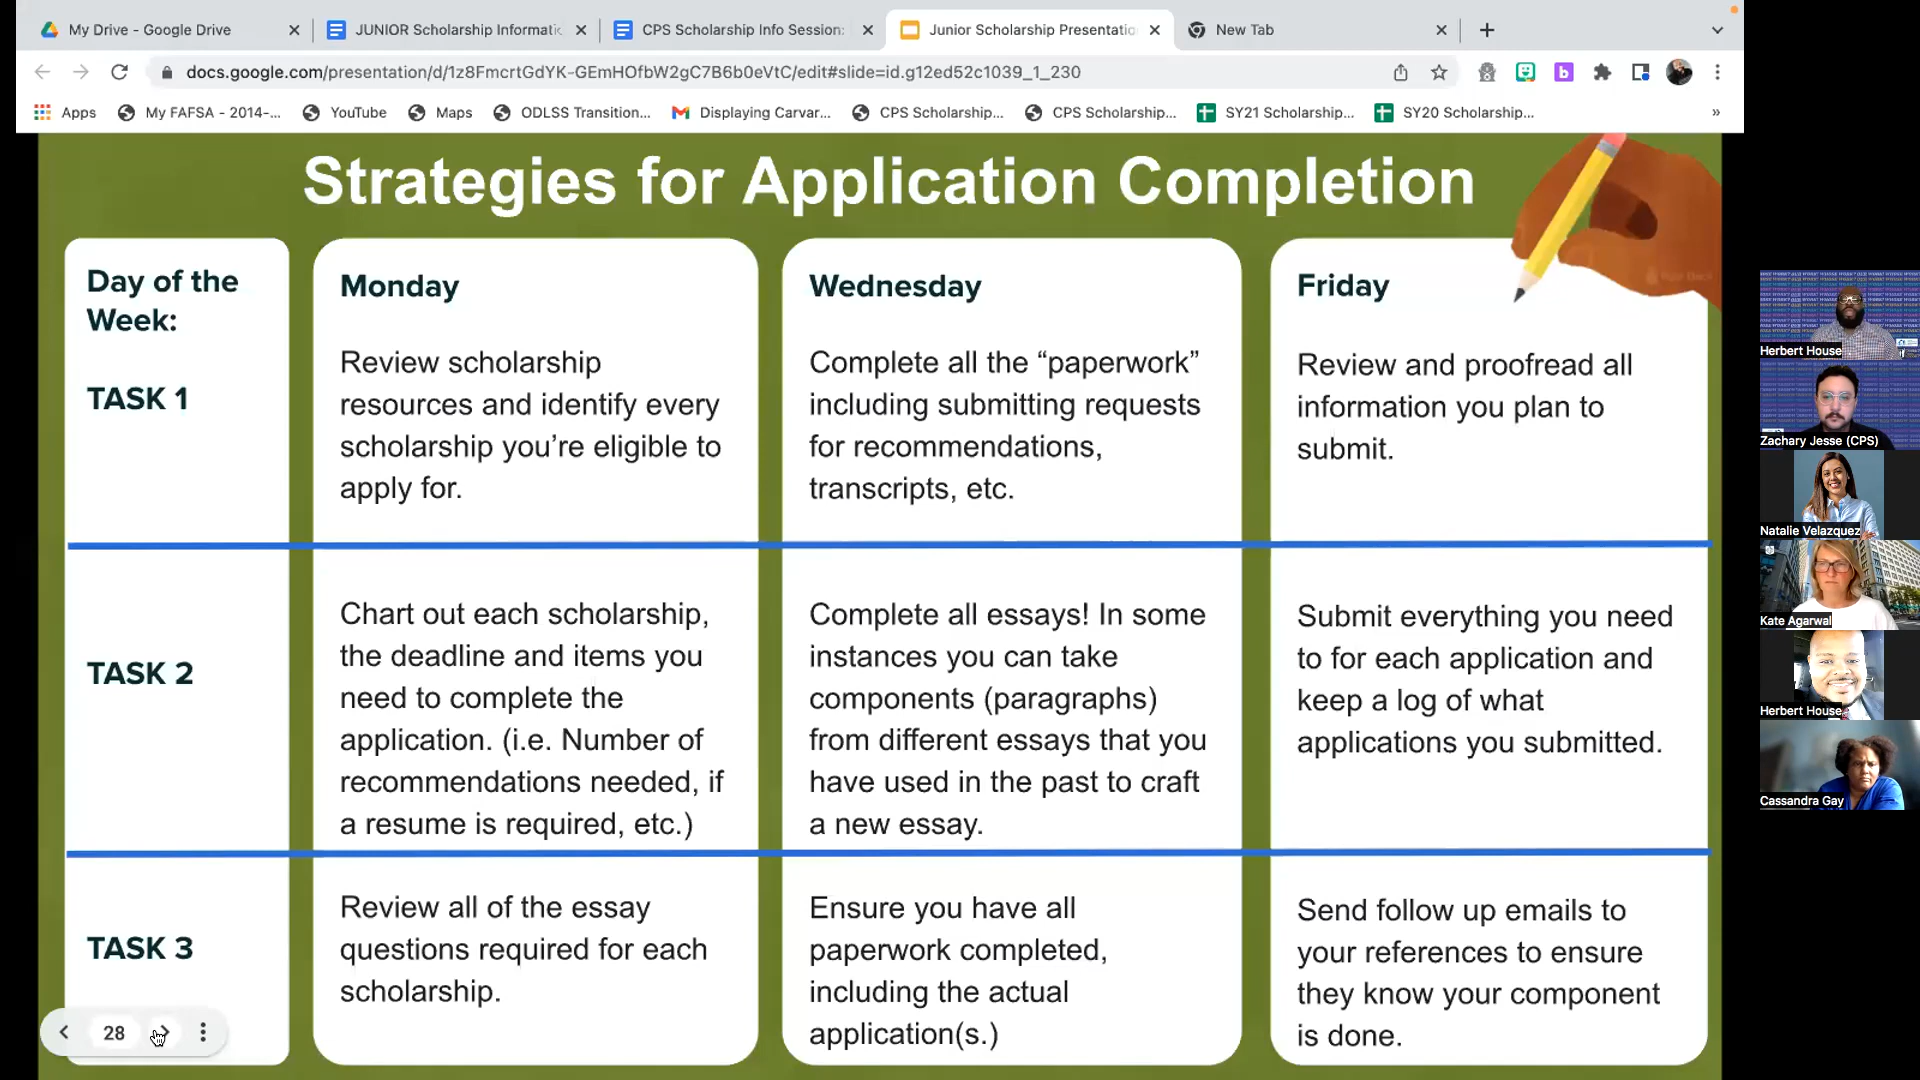 My Drive - Google Drive
JUNIOR Scholarship Informati
CPS Scholarship Info Session:
Junior Scholarship Presentatio
New Tab
docs.google.com/presentation/d/1z8FmcrtGdYK-GEmHOfbW2gC7B6b0eVtC/edit#slide=id.g12ed52c1039_1_230
Apps
My FAFSA - 2014-...
YouTube
Maps
ODLSS Transition...
Displaying Carvar...
CPS Scholarship...
CPS Scholarship...
SY21 Scholarship...
SY20 Scholarship...
»
Strategies for Application Completion
Day of the
Week:
Monday
Wednesday
Friday
TASK 1
Review scholarship
resources and identify every
scholarship you’re eligible to
apply for.
Complete all the “paperwork”
including submitting requests
for recommendations,
transcripts, etc.
Review and proofread all
information you plan to
submit.
TASK 2
Chart out each scholarship,
the deadline and items you
need to complete the
application. (i.e. Number of
recommendations needed, if
a resume is required, etc.)
Complete all essays! In some
instances you can take
components (paragraphs)
from different essays that you
have used in the past to craft
a new essay.
Submit everything you need
to for each application and
keep a log of what
applications you submitted.
TASK 3
Review all of the essay
questions required for each
scholarship.
Ensure you have all
paperwork completed,
including the actual
application(s.)
Send follow up emails to
your references to ensure
they know your component
is done.
28
Herbert House
Zachary Jesse (CPS)
Natalie Velazquez
Kate Agarwal
Herbert House
Cassandra Gay